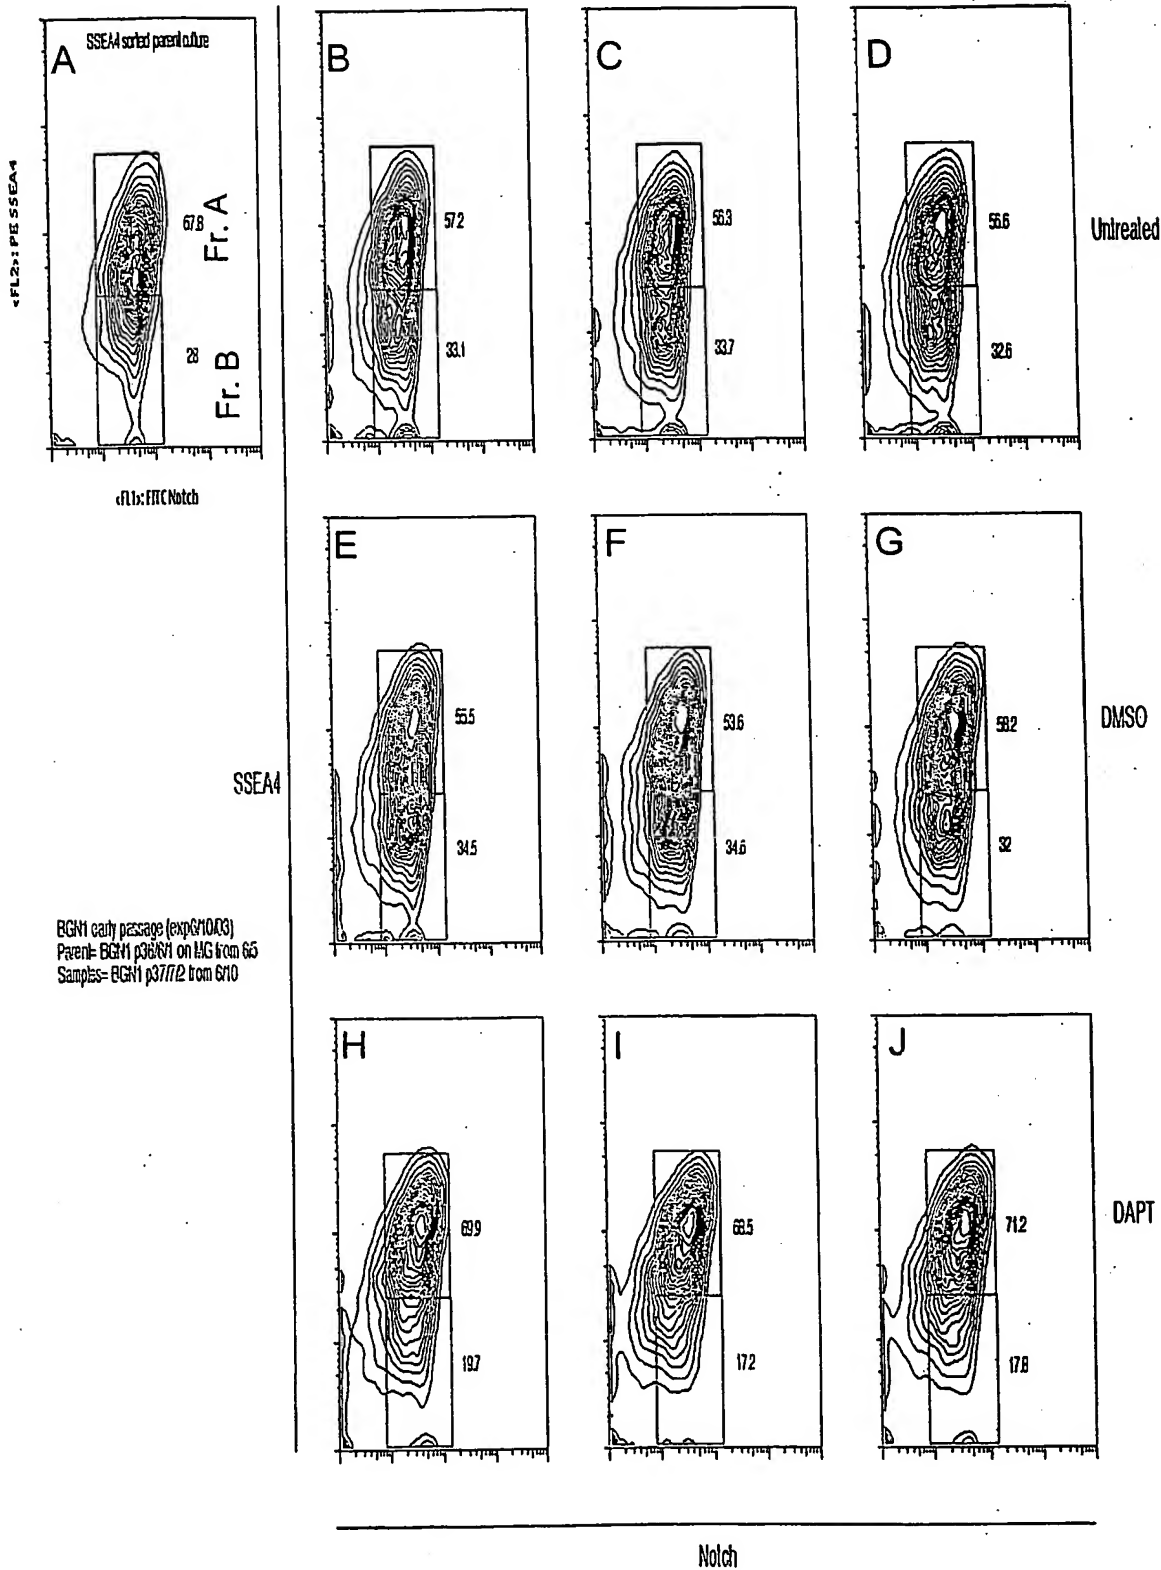 A
SSEA4 sorted parent culture
67.8
Fr. A
28
Fr. B
<FL2>: PE SSEA4
<FL1>: FITC Notch
B
57.2
33.1
C
56.3
33.7
D
56.6
32.6
Untreated
E
55.5
34.5
F
53.6
34.6
G
58.2
32
DMSO
SSEA4
BGN1 early passage (exp6/10/03)
Parent= BGN1 p36/6/1 on MG from 6/5
Samples= BGN1 p37/7/2 from 6/10
H
69.9
19.7
I
68.5
17.2
J
71.2
17.8
DAPT
Notch